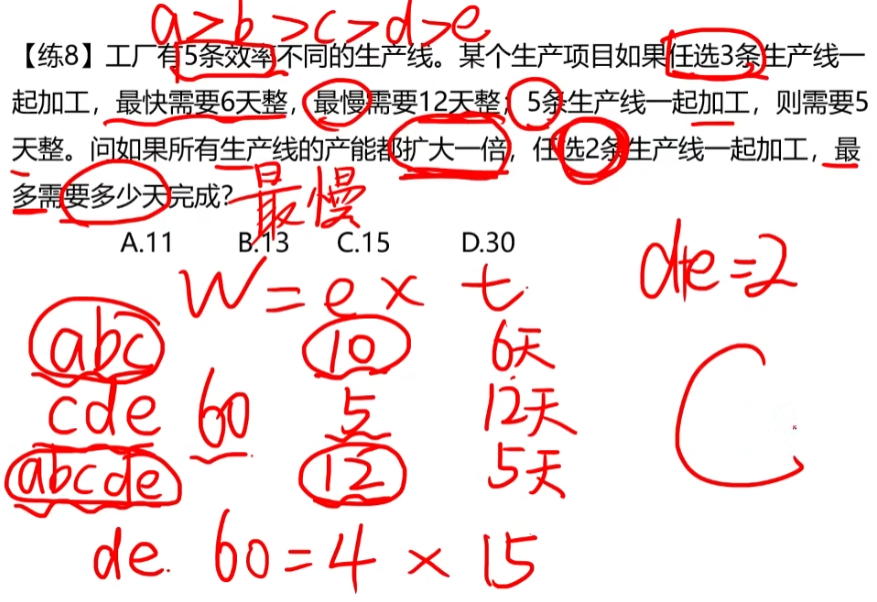 a>b>c>d>e
【练8】工厂有5条效率不同的生产线。某个生产项目如果任选3条生产线一
起加工，最快需要6天整，最慢需要12天整；5条生产线一起加工，则需要5
天整。问如果所有生产线的产能都扩大一倍，任选2条生产线一起加工，最
多需要多少天完成？
最慢
A.11 B.13 C.15 D.30
W=e×t
d+e=2
abc 10 6天
cde 60 5 12天
abcde 12 5天
C
de. 60=4×15